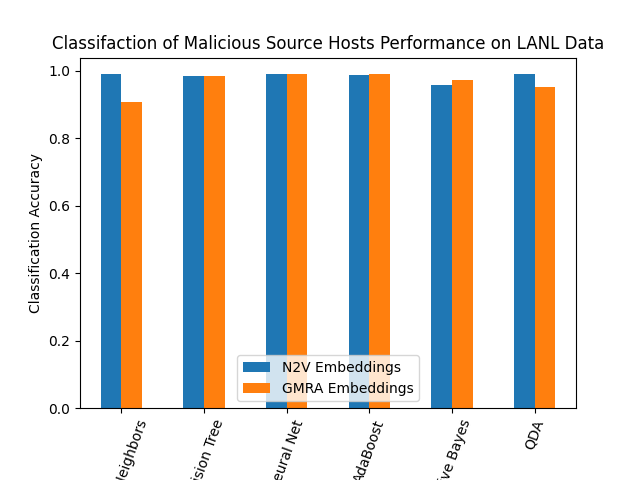 Classifaction of Malicious Source Hosts Performance on LANL Data
Classification Accuracy
1.0
0.8
0.6
0.4
0.2
0.0
N2V Embeddings
GMRA Embeddings
Neighbors
ision Tree
eural Net
AdaBoost
ive Bayes
QDA